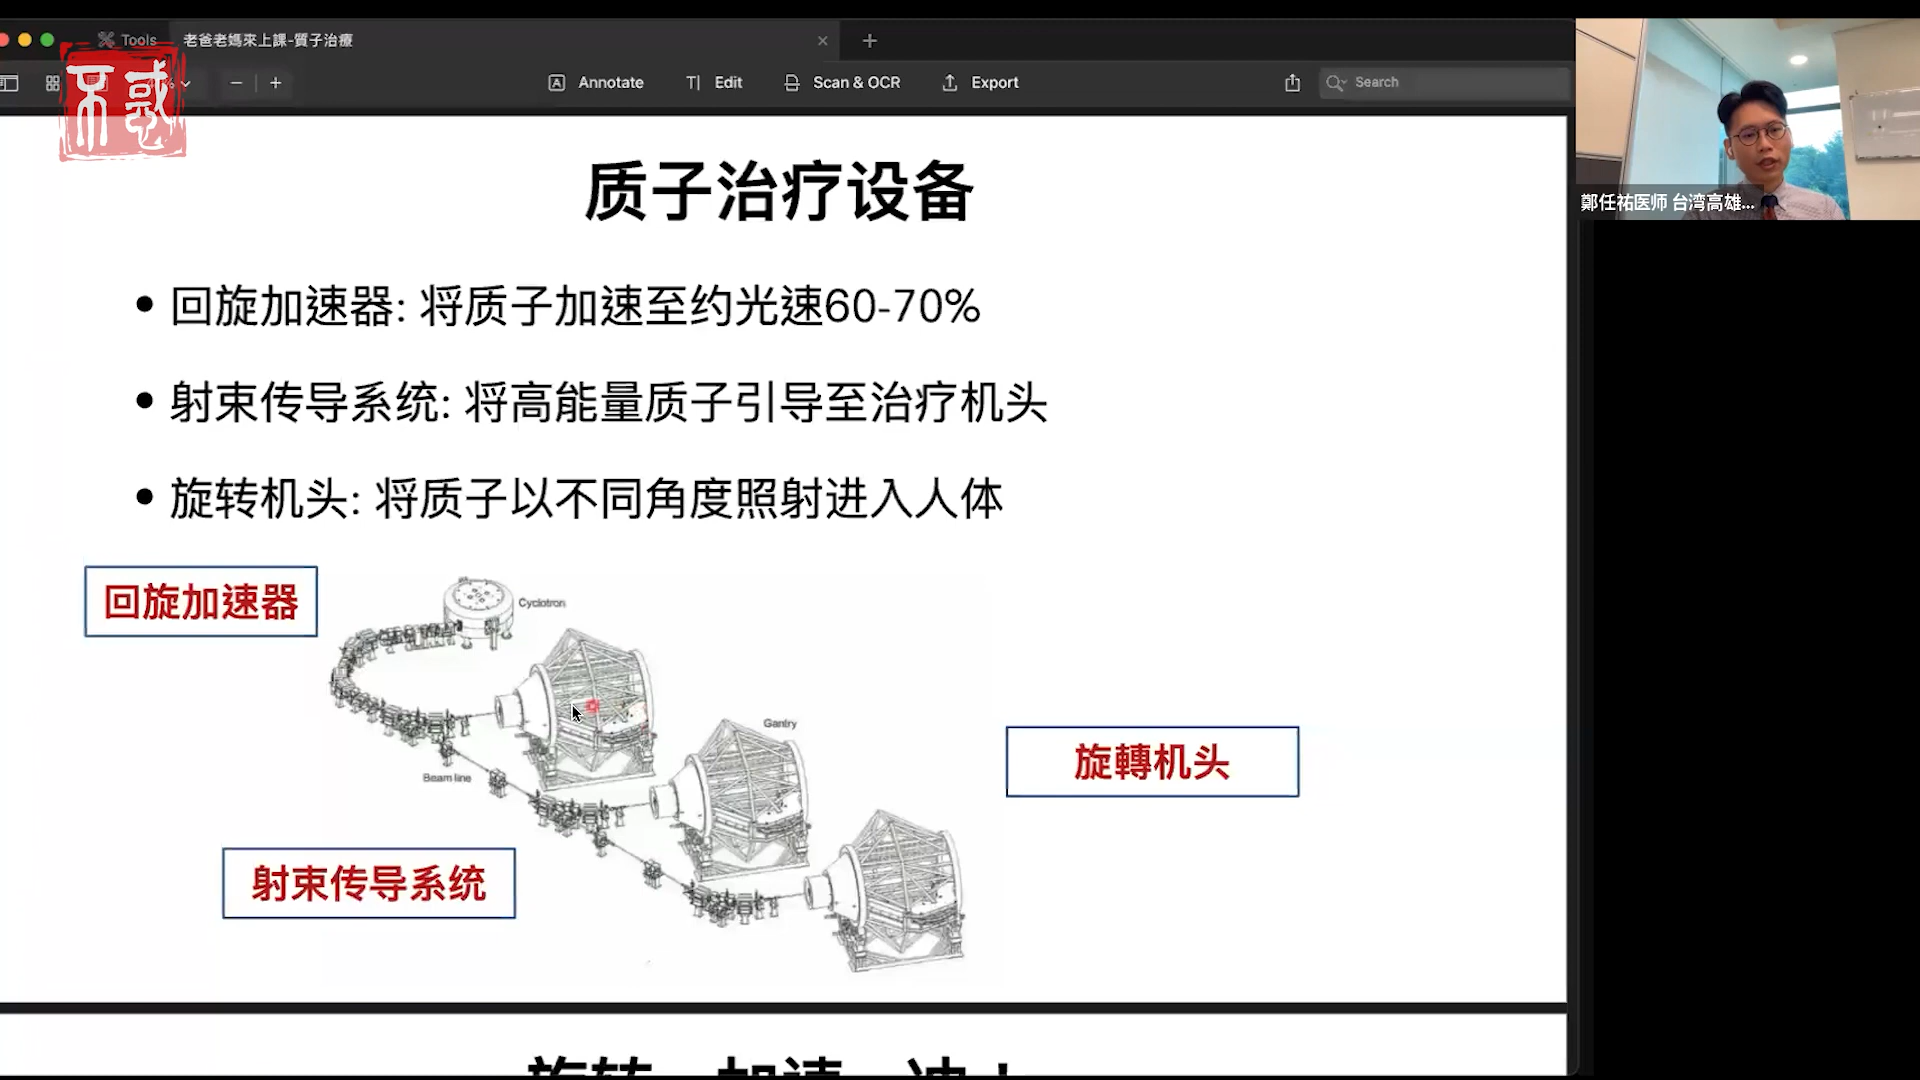 Tools
老爸老媽來上課-質子治療
不惑
Annotate
Edit
Scan & OCR
Export
Search
鄭任祐医师 台湾高雄...
质子治疗设备
• 回旋加速器: 将质子加速至约光速60-70%
• 射束传导系统: 将高能量质子引导至治疗机头
• 旋转机头: 将质子以不同角度照射进入人体
回旋加速器
Cyclotron
Gantry
旋轉机头
Beam line
射束传导系统